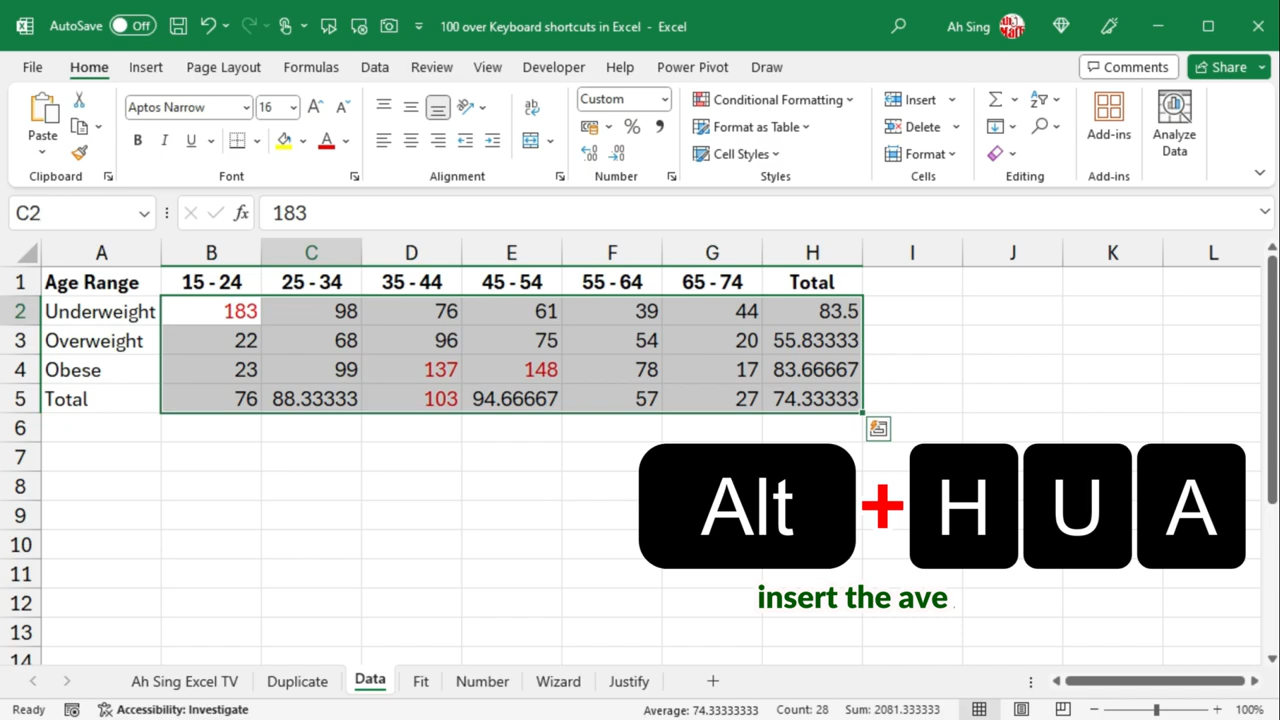 AutoSave Off 100 over Keyboard shortcuts in Excel - Excel Ah Sing
File Home Insert Page Layout Formulas Data Review View Developer Help Power Pivot Draw Comments Share
Paste Aptos Narrow 16 Custom Conditional Formatting Insert Add-ins Analyze Data
B I U A % Format as Table Delete
Cell Styles Format
Clipboard Font Alignment Number Styles Cells Editing Add-ins
C2 fx 183
A B C D E F G H I J K L
1 Age Range 15 - 24 25 - 34 35 - 44 45 - 54 55 - 64 65 - 74 Total
2 Underweight 183 98 76 61 39 44 83.5
3 Overweight 22 68 96 75 54 20 55.83333
4 Obese 23 99 137 148 78 17 83.66667
5 Total 76 88.33333 103 94.66667 57 27 74.33333
6
7
8
9
10
11
12
13
14
Alt + H U A
insert the ave
Ah Sing Excel TV Duplicate Data Fit Number Wizard Justify
Ready Accessibility: Investigate Average: 74.33333333 Count: 28 Sum: 2081.333333 100%